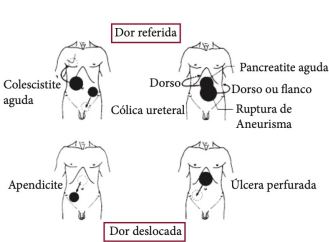 Dor referida
Colescistite
aguda
Dorso
Cólica ureteral
Pancreatite aguda
Dorso ou flanco
Ruptura de
Aneurisma
Apendicite
Úlcera perfurada
Dor deslocada